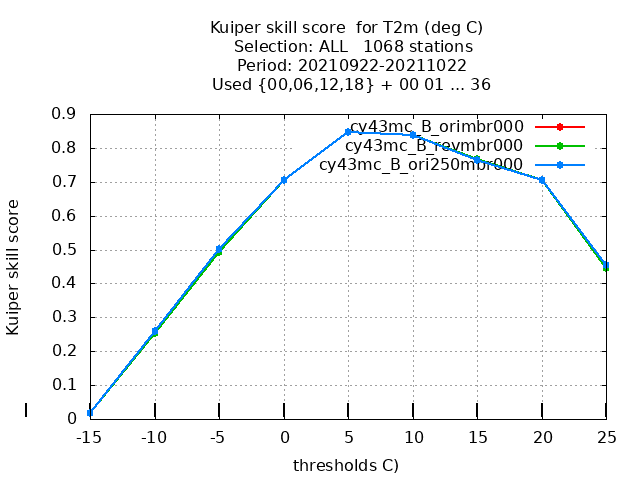 Kuiper skill score for T2m (deg C)
Selection: ALL 1068 stations
Period: 20210922-20211022
Used {00,06,12,18} + 00 01 ... 36
cy43mc_B_orimbr000
cy43mc_B_revmbr000
cy43mc_B_ori250mbr000
Kuiper skill score
0.9
0.8
0.7
0.6
0.5
0.4
0.3
0.2
0.1
0
-15 -10 -5 0 5 10 15 20 25
thresholds C)